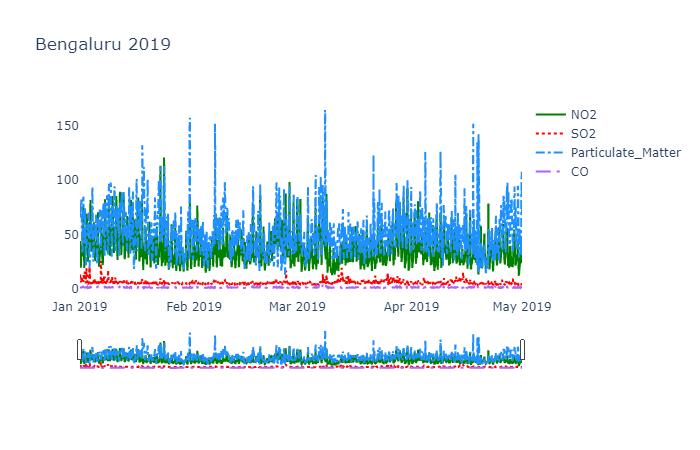 Bengaluru 2019
150
100
50
0
Jan 2019
Feb 2019
Mar 2019
Apr 2019
May 2019
NO2
SO2
Particulate_Matter
CO